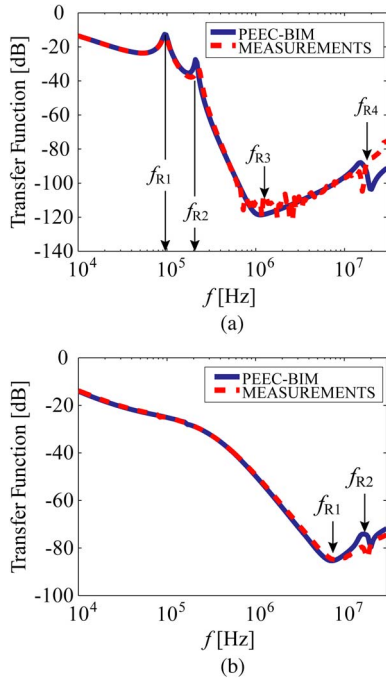 0
-20
-40
-60
-80
-100
-120
-140
Transfer Function [dB]
PEEC-BIM
MEASUREMENTS
fR1
fR2
fR3
fR4
10^4
10^5
10^6
10^7
f [Hz]
(a)
0
-20
-40
-60
-80
-100
Transfer Function [dB]
PEEC-BIM
MEASUREMENTS
fR1
fR2
10^4
10^5
10^6
10^7
f [Hz]
(b)